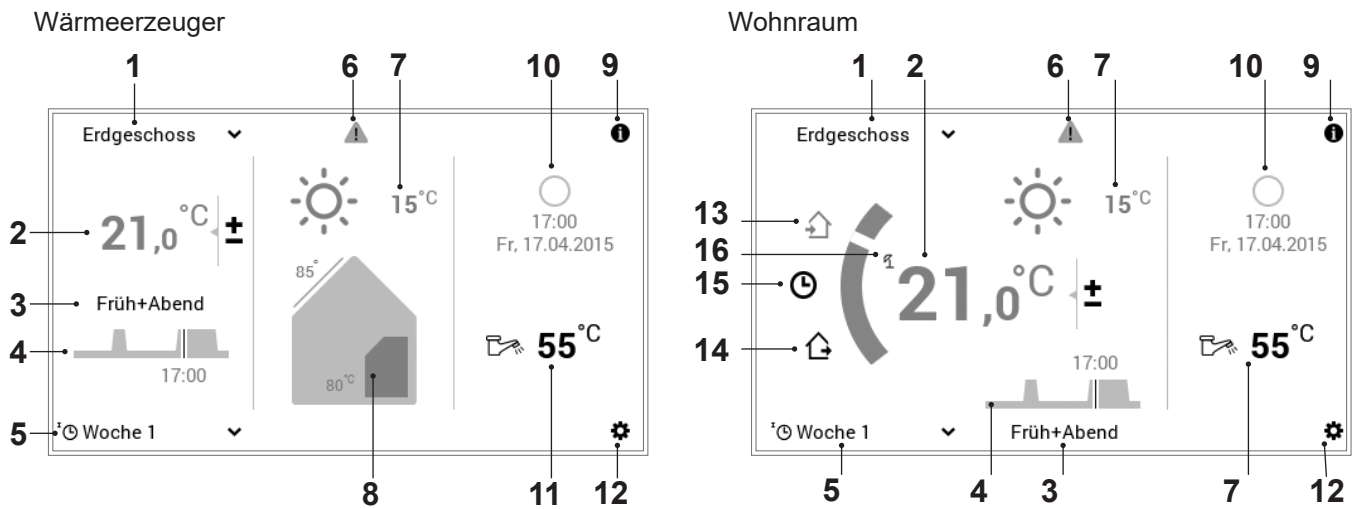 Wärmeerzeuger
1 6 7 10 9
Erdgeschoss
15°C
2 21,0 °C ±
17:00
Fr, 17.04.2015
85°
3 Früh+Abend
4
17:00
55°C
80°C
5 Woche 1
8 11 12
Wohnraum
1 2 6 7 10 9
Erdgeschoss
15°C
13
16
17:00
Fr, 17.04.2015
15 21,0 °C ±
14
17:00
55°C
Woche 1 Früh+Abend
5 4 3 7 12